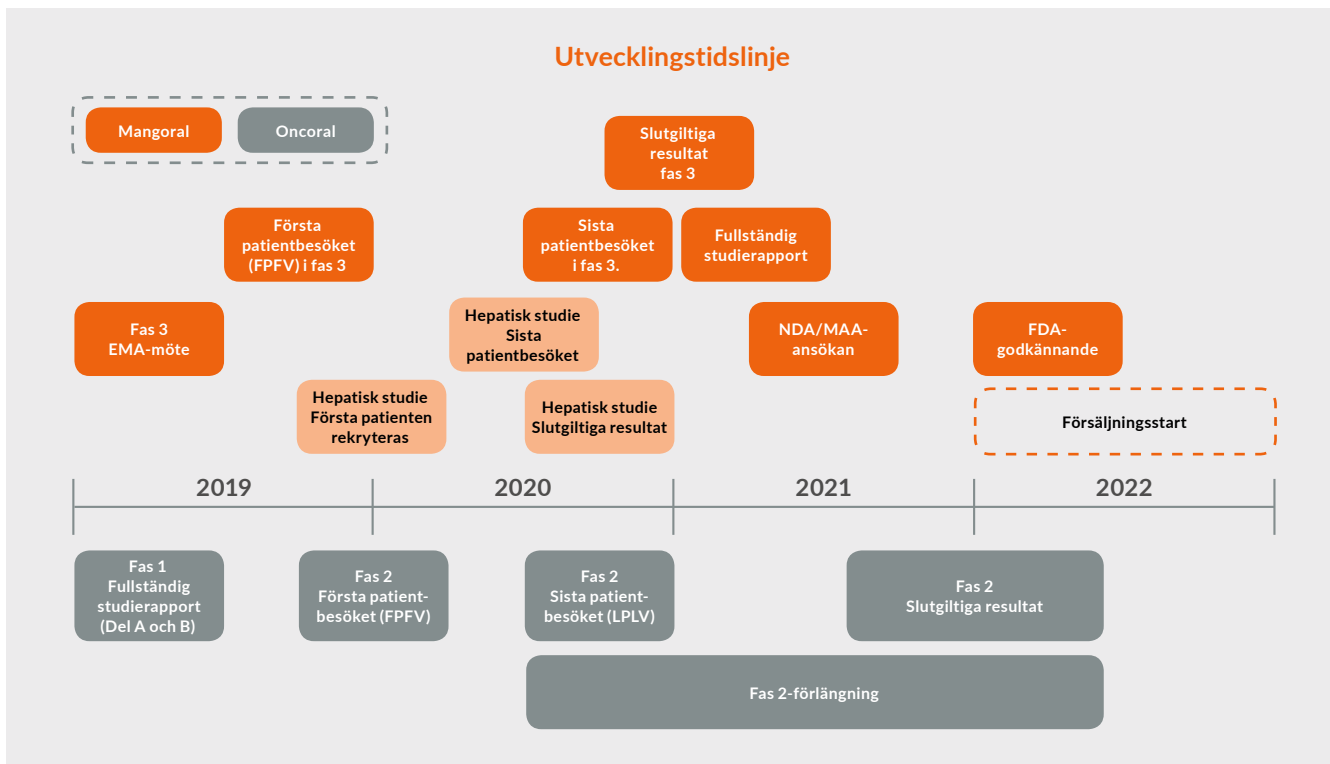 Utvecklingstidslinje
Mangoral
Oncoral
Slutgiltiga
resultat
fas 3
Första
patientbesöket
(FPFV) i fas 3
Sista
patientbesöket
i fas 3.
Fullständig
studierapport
Fas 3
EMA-möte
Hepatisk studie
Sista
patientbesöket
NDA/MAA-
ansökan
FDA-
godkännande
Hepatisk studie
Första patienten
rekryteras
Hepatisk studie
Slutgiltiga resultat
Försäljningsstart
2019
2020
2021
2022
Fas 1
Fullständig
studierapport
(Del A och B)
Fas 2
Första patient-
besöket (FPFV)
Fas 2
Sista patient-
besöket (LPLV)
Fas 2
Slutgiltiga resultat
Fas 2-förlängning